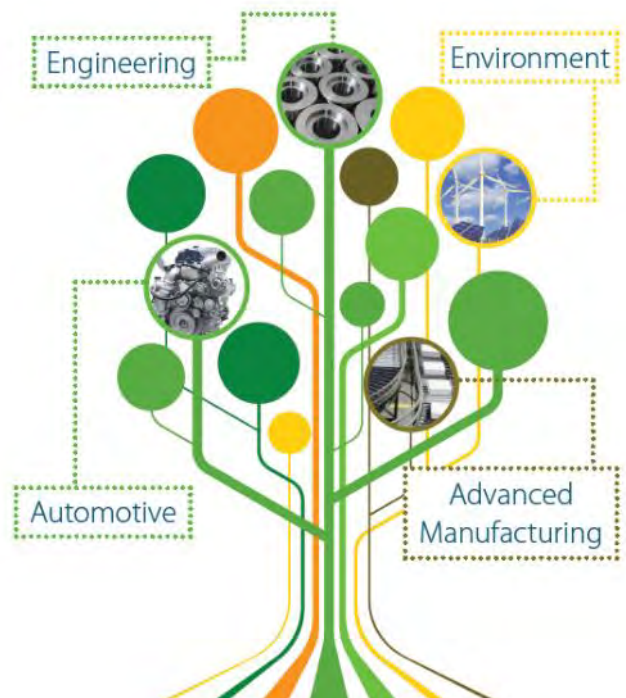 Engineering
Environment
Automotive
Advanced
Manufacturing